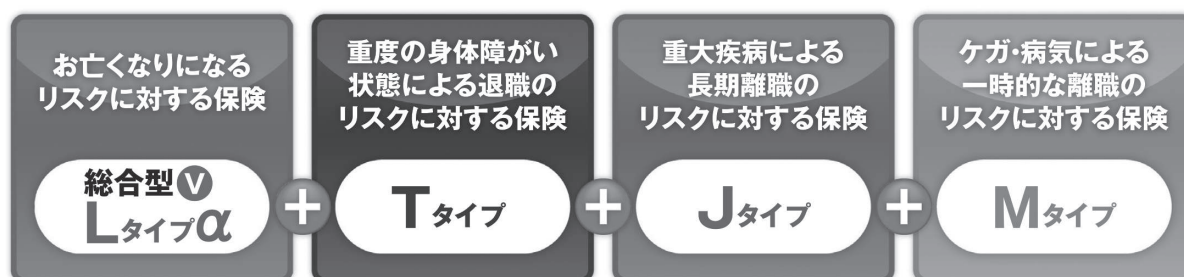 お亡くなりになる
リスクに対する保険
総合型V
Lタイプα
+
重度の身体障がい
状態による退職の
リスクに対する保険
Tタイプ
+
重大疾病による
長期離職の
リスクに対する保険
Jタイプ
+
ケガ・病気による
一時的な離職の
リスクに対する保険
Mタイプ